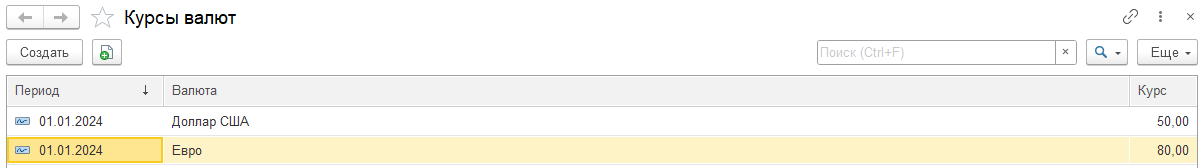 Курсы валют
Создать
Поиск (Ctrl+F)
×
Еще
Период ↓ Валюта Курс
01.01.2024 Доллар США 50,00
01.01.2024 Евро 80,00